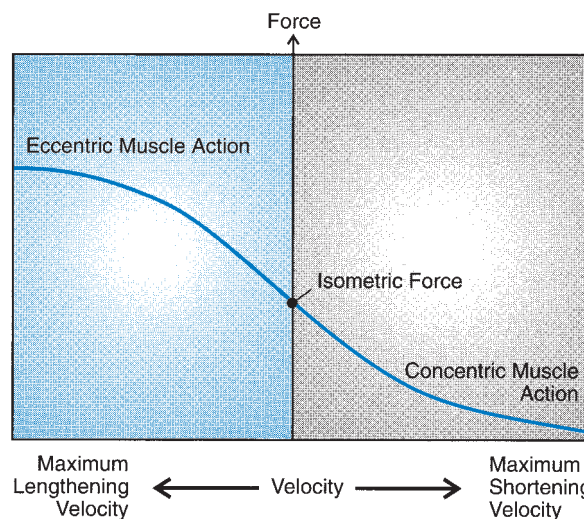 Force
Eccentric Muscle Action
Isometric Force
Concentric Muscle
Action
Maximum
Lengthening
Velocity
Velocity
Maximum
Shortening
Velocity